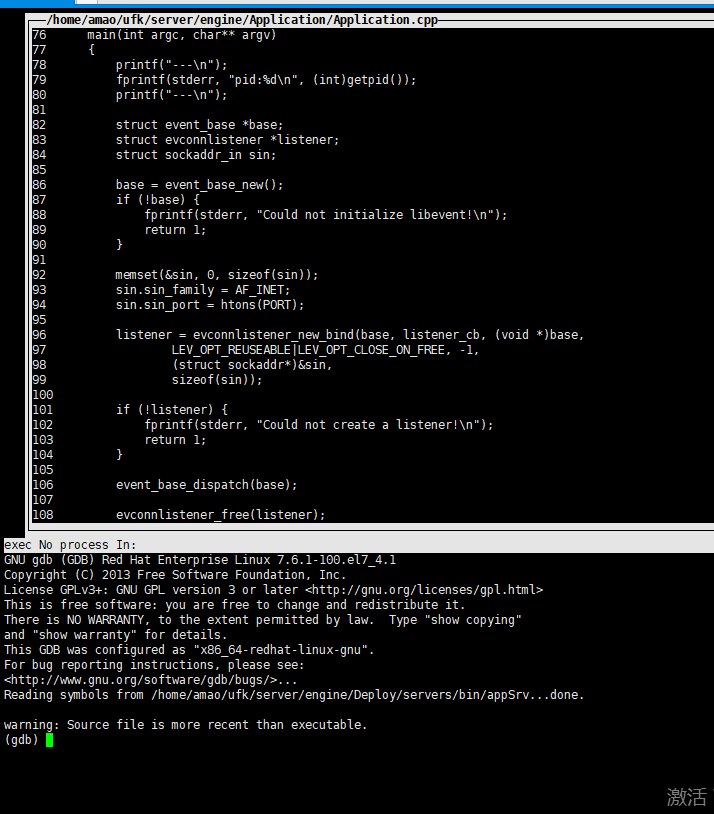 /home/amao/ufk/server/engine/Application/Application.cpp
76 main(int argc, char** argv)
77 {
78 printf("---\n");
79 fprintf(stderr, "pid:%d\n", (int)getpid());
80 printf("---\n");
81
82 struct event_base *base;
83 struct evconnlistener *listener;
84 struct sockaddr_in sin;
85
86 base = event_base_new();
87 if (!base) {
88 fprintf(stderr, "Could not initialize libevent!\n");
89 return 1;
90 }
91
92 memset(&sin, 0, sizeof(sin));
93 sin.sin_family = AF_INET;
94 sin.sin_port = htons(PORT);
95
96 listener = evconnlistener_new_bind(base, listener_cb, (void *)base,
97 LEV_OPT_REUSEABLE|LEV_OPT_CLOSE_ON_FREE, -1,
98 (struct sockaddr*)&sin,
99 sizeof(sin));
100
101 if (!listener) {
102 fprintf(stderr, "Could not create a listener!\n");
103 return 1;
104 }
105
106 event_base_dispatch(base);
107
108 evconnlistener_free(listener);
exec No process In:
GNU gdb (GDB) Red Hat Enterprise Linux 7.6.1-100.el7_4.1
Copyright (C) 2013 Free Software Foundation, Inc.
License GPLv3+: GNU GPL version 3 or later <http://gnu.org/licenses/gpl.html>
This is free software: you are free to change and redistribute it.
There is NO WARRANTY, to the extent permitted by law.  Type "show copying"
and "show warranty" for details.
This GDB was configured as "x86_64-redhat-linux-gnu".
For bug reporting instructions, please see:
<http://www.gnu.org/software/gdb/bugs/>...
Reading symbols from /home/amao/ufk/server/engine/Deploy/servers/bin/appSrv...done.
warning: Source file is more recent than executable.
(gdb)
激活